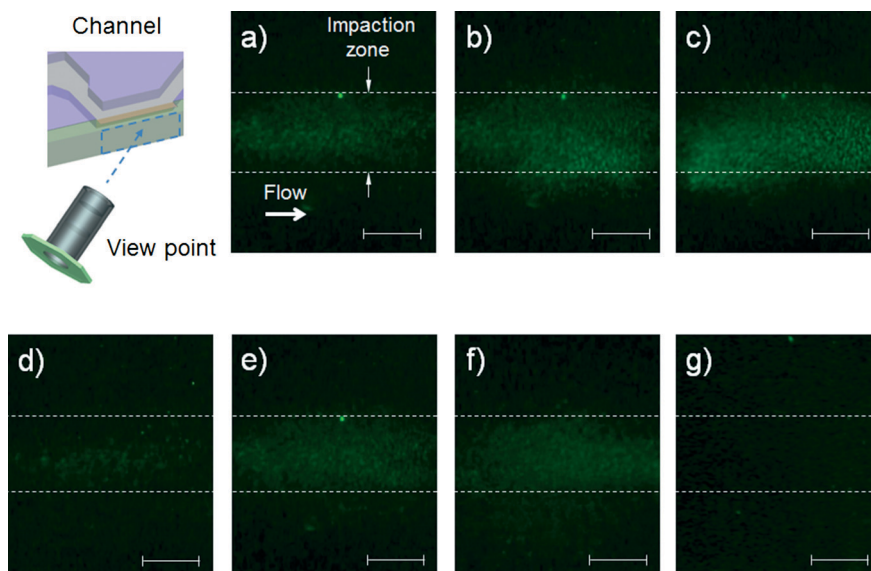 Channel
View point
a)
Impaction
zone
Flow
b)
c)
d)
e)
f)
g)